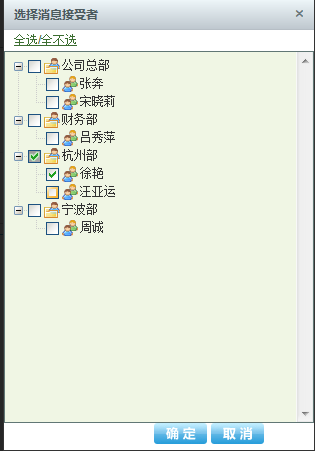 选择消息接受者
全选/全不选
公司总部
张奔
宋晓莉
财务部
吕秀萍
杭州部
徐艳
汪亚运
宁波部
周诚
确 定 取 消